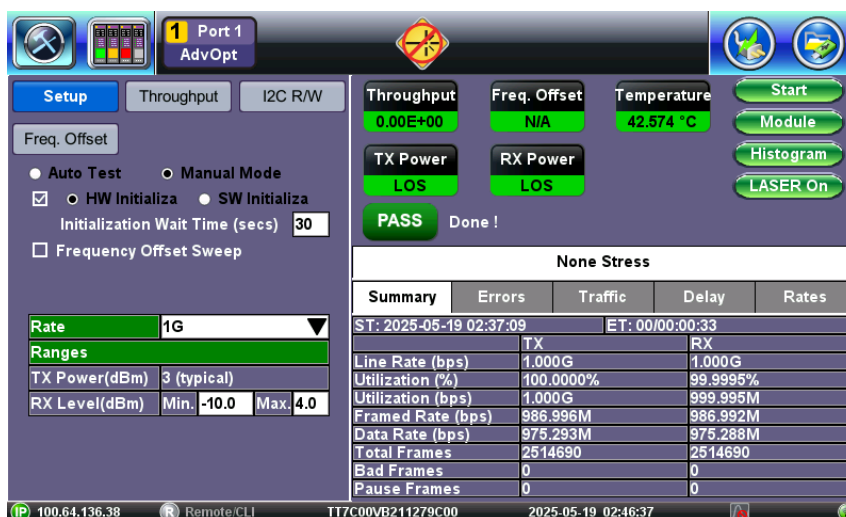 1 Port 1
AdvOpt
Setup Throughput I2C R/W
Freq. Offset
Auto Test Manual Mode
HW Initializa SW Initializa
Initialization Wait Time (secs) 30
Frequency Offset Sweep
Rate 1G
Ranges
TX Power(dBm) 3 (typical)
RX Level(dBm) Min. -10.0 Max. 4.0
Throughput Freq. Offset Temperature
0.00E+00 N/A 42.574 °C
TX Power RX Power
LOS LOS
PASS Done !
Start
Module
Histogram
LASER On
None Stress
Summary Errors Traffic Delay Rates
ST: 2025-05-19 02:37:09 ET: 00/00:00:33
TX RX
Line Rate (bps) 1.000G 1.000G
Utilization (%) 100.0000% 99.9995%
Utilization (bps) 1.000G 999.995M
Framed Rate (bps) 986.996M 986.992M
Data Rate (bps) 975.293M 975.288M
Total Frames 2514690 2514690
Bad Frames 0 0
Pause Frames 0 0
IP 100.64.136.38 R Remote/CLI TT7C00VB211279C00 2025-05-19 02:46:37